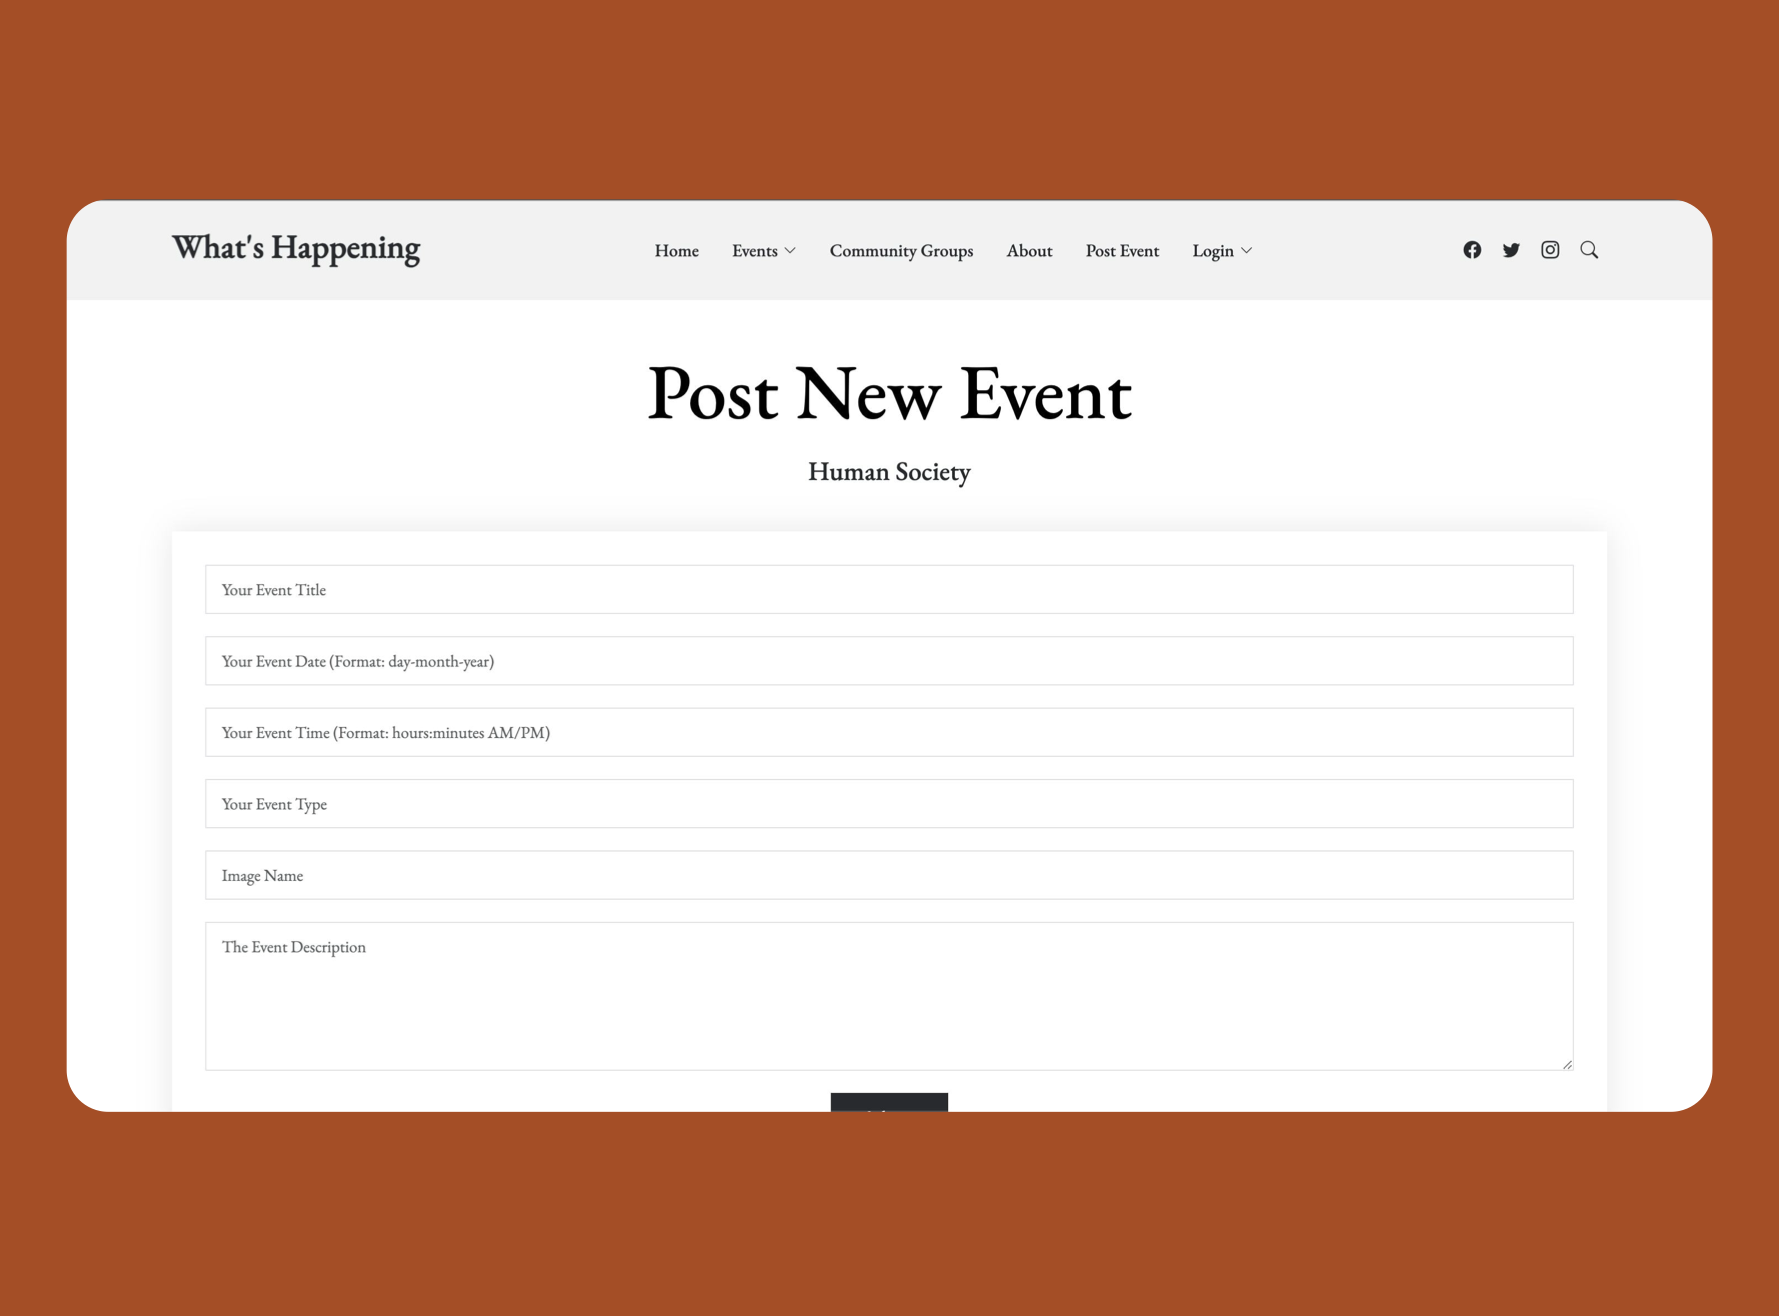 What's Happening
Home Events Community Groups About Post Event Login
Post New Event
Human Society
Your Event Title
Your Event Date (Format: day-month-year)
Your Event Time (Format: hours:minutes AM/PM)
Your Event Type
Image Name
The Event Description